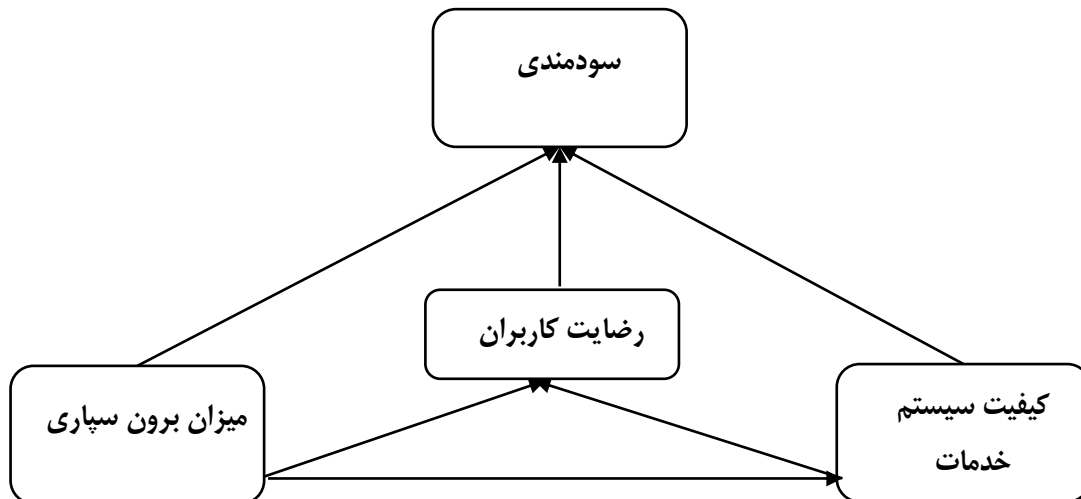 سودمندی
رضایت کاربران
میزان برون سپاری
کیفیت سیستم
خدمات